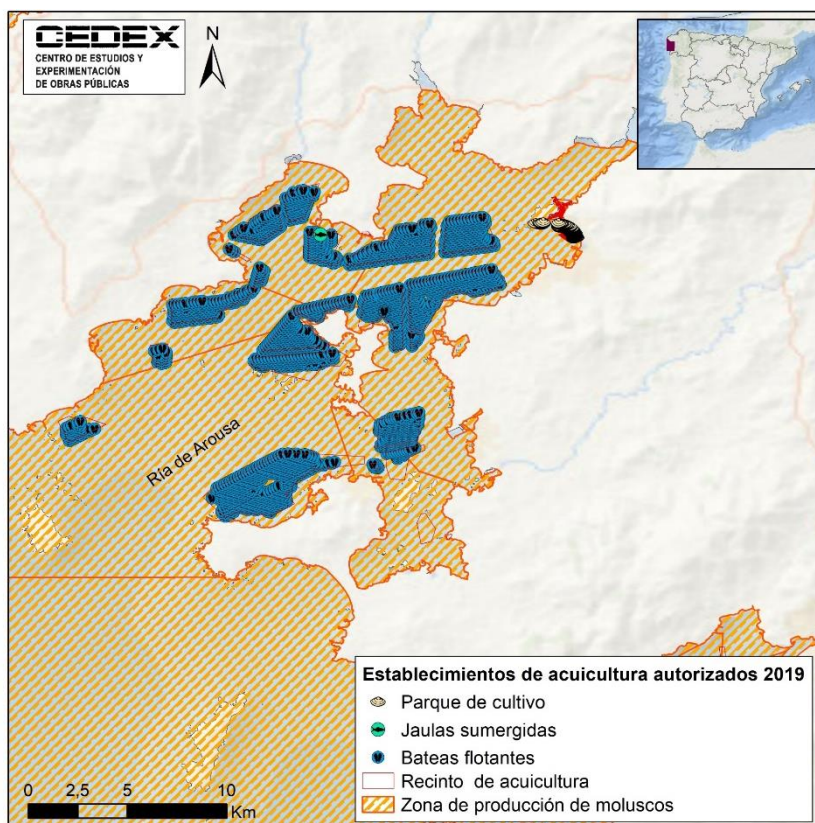 CEDEX
CENTRO DE ESTUDIOS Y
EXPERIMENTACIÓN
DE OBRAS PÚBLICAS
N
Ría de Arousa
Establecimientos de acuicultura autorizados 2019
Parque de cultivo
Jaulas sumergidas
Bateas flotantes
Recinto de acuicultura
Zona de producción de moluscos
0 2,5 5 10
Km